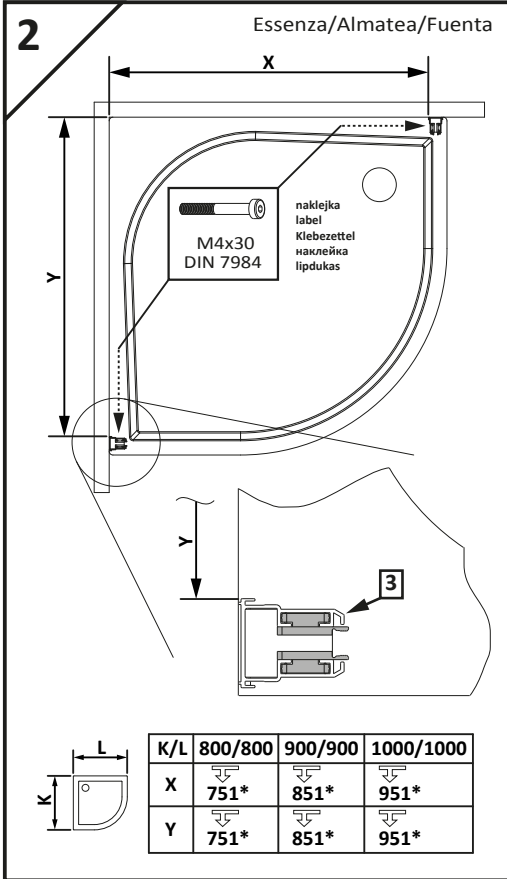 2
Essenza/Almatea/Fuenta
X
Y
M4x30
DIN 7984
naklejka
label
Klebezettel
наклейка
lipdukas
Y
3
L
K
K/L 800/800 900/900 1000/1000
X 751* 851* 951*
Y 751* 851* 951*